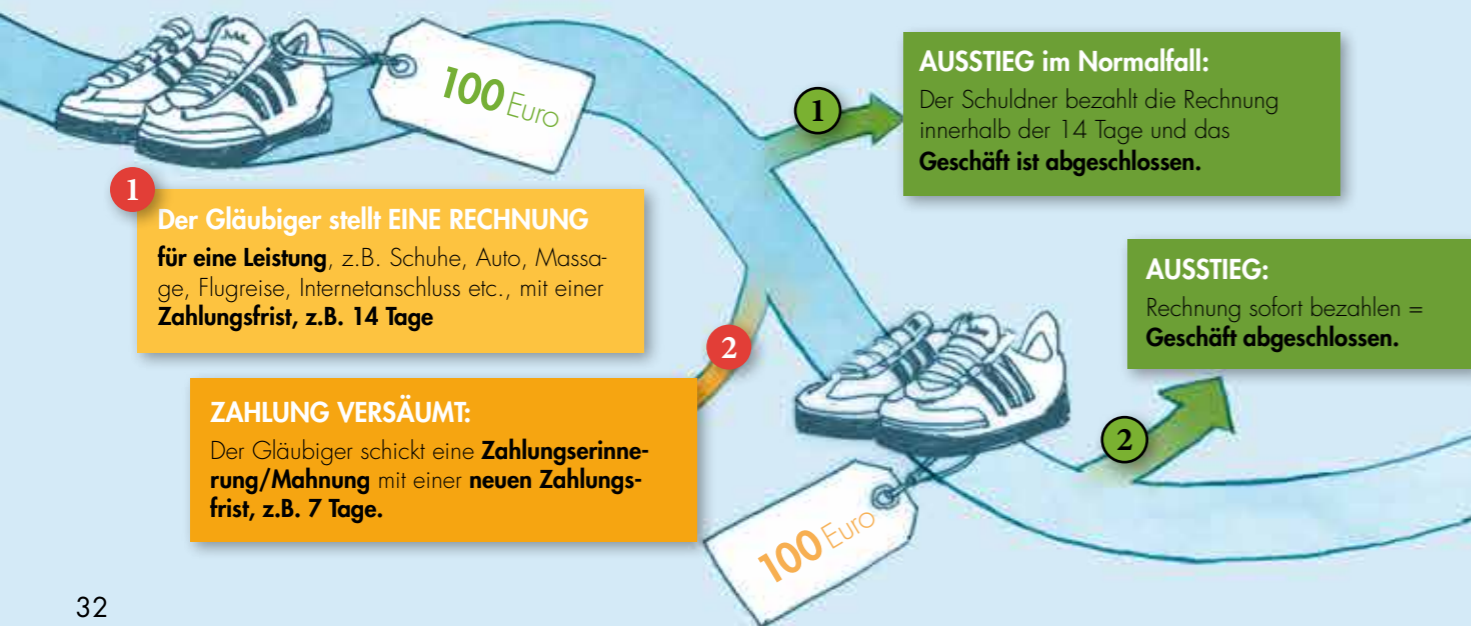 100 Euro
1
AUSSTIEG im Normalfall:
Der Schuldner bezahlt die Rechnung
innerhalb der 14 Tage und das
Geschäft ist abgeschlossen.
1
Der Gläubiger stellt EINE RECHNUNG
für eine Leistung, z.B. Schuhe, Auto, Massa-
ge, Flugreise, Internetanschluss etc., mit einer
Zahlungsfrist, z.B. 14 Tage
AUSSTIEG:
Rechnung sofort bezahlen =
Geschäft abgeschlossen.
2
2
ZAHLUNG VERSÄUMT:
Der Gläubiger schickt eine Zahlungserinne-
rung/Mahnung mit einer neuen Zahlungs-
frist, z.B. 7 Tage.
100 Euro
32